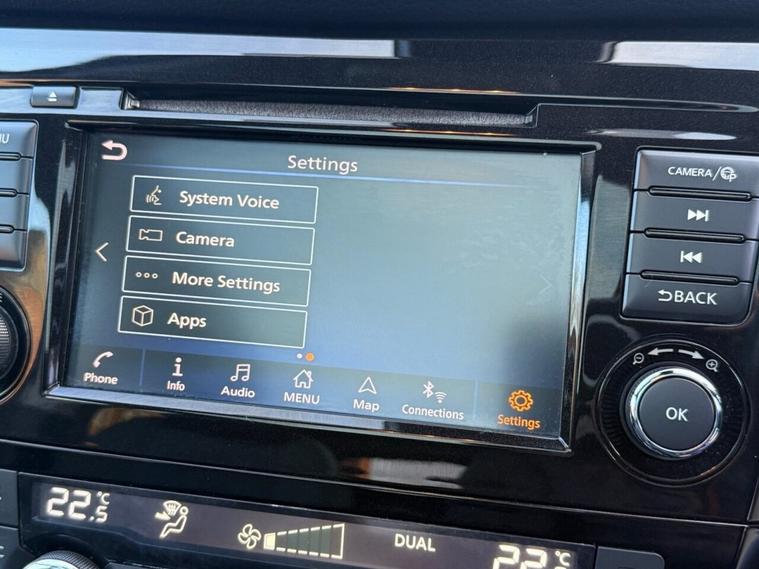 Settings
System Voice
Camera
More Settings
Apps
Phone
Info
Audio
MENU
Map
Connections
Settings
CAMERA/
BACK
OK
22.5°C
DUAL
22
°C